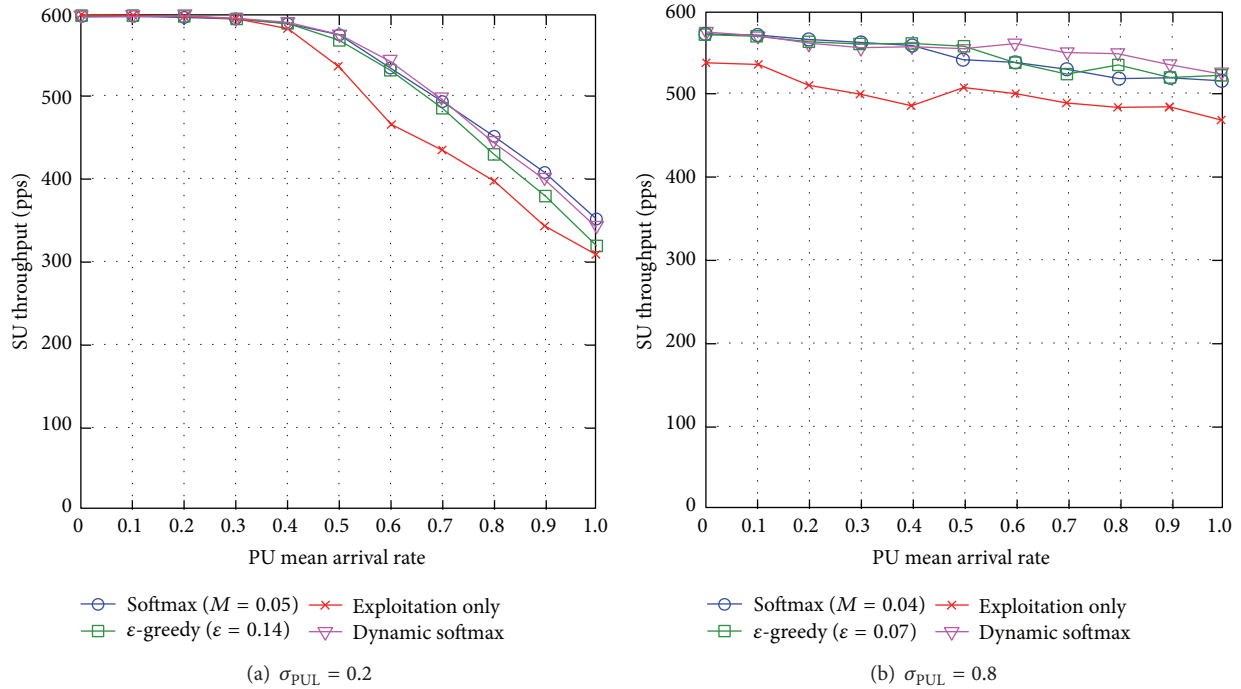 600
500
400
300
200
100
0
SU throughput (pps)
0 0.1 0.2 0.3 0.4 0.5 0.6 0.7 0.8 0.9 1.0
PU mean arrival rate
Softmax (M = 0.05)
Exploitation only
ε-greedy (ε = 0.14)
Dynamic softmax
(a) σPUL = 0.2
600
500
400
300
200
100
0
SU throughput (pps)
0 0.1 0.2 0.3 0.4 0.5 0.6 0.7 0.8 0.9 1.0
PU mean arrival rate
Softmax (M = 0.04)
Exploitation only
ε-greedy (ε = 0.07)
Dynamic softmax
(b) σPUL = 0.8